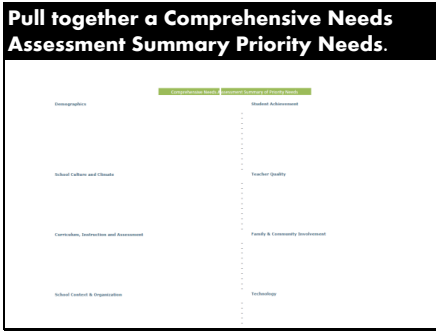 Pull together a Comprehensive Needs
Assessment Summary Priority Needs.
Comprehensive Needs Assessment Summary of Priority Needs
Demographics
Student Achievement
School Culture and Climate
Teacher Quality
Curriculum, Instruction and Assessment
Family & Community Involvement
School Context & Organization
Technology